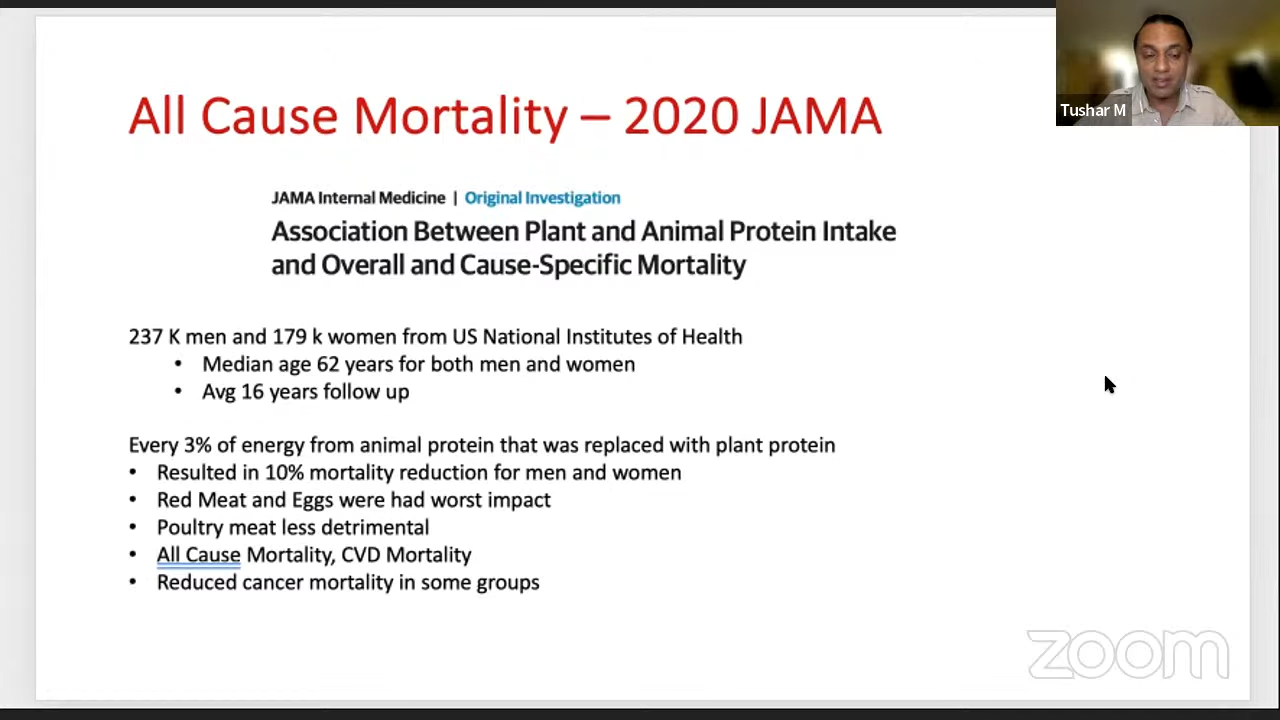 All Cause Mortality – 2020 JAMA
Tushar M
JAMA Internal Medicine | Original Investigation
Association Between Plant and Animal Protein Intake
and Overall and Cause-Specific Mortality
237 K men and 179 k women from US National Institutes of Health
• Median age 62 years for both men and women
• Avg 16 years follow up
Every 3% of energy from animal protein that was replaced with plant protein
• Resulted in 10% mortality reduction for men and women
• Red Meat and Eggs were had worst impact
• Poultry meat less detrimental
• All Cause Mortality, CVD Mortality
• Reduced cancer mortality in some groups
zoom